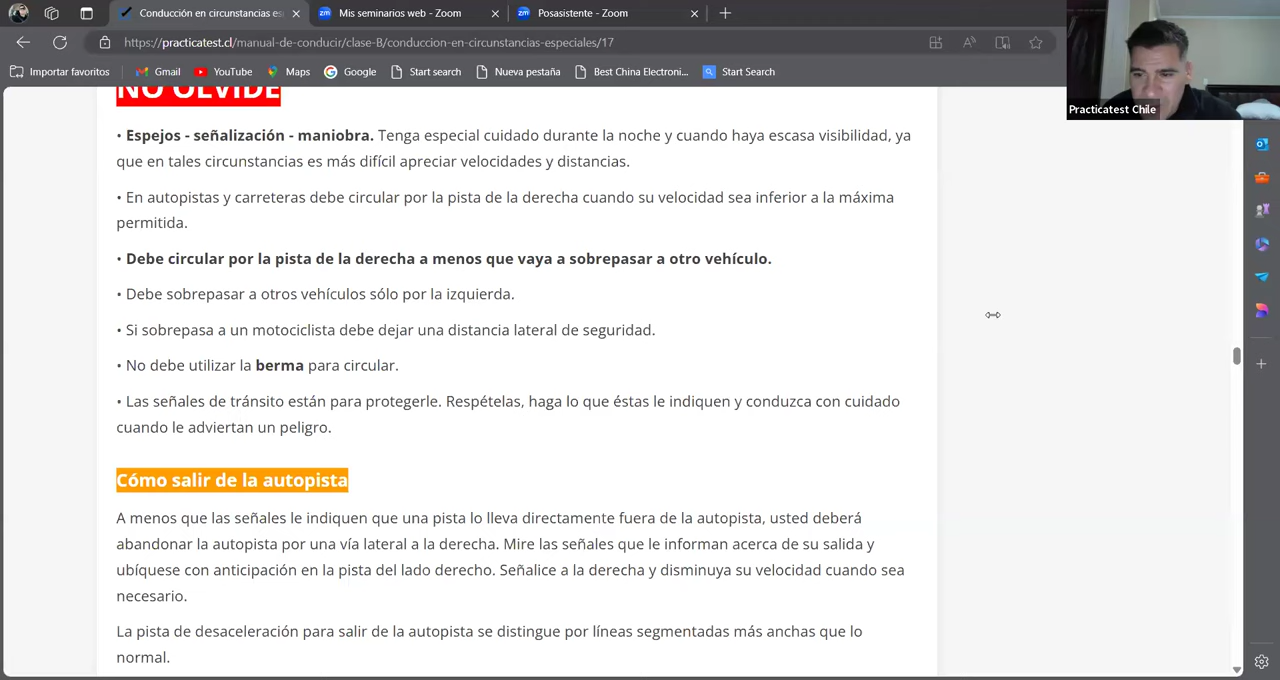 Conducción en circunstancias es
Mis seminarios web - Zoom
Posasistente - Zoom
https://practicatest.cl/manual-de-conducir/clase-B/conduccion-en-circunstancias-especiales/17
Importar favoritos
Gmail
YouTube
Maps
Google
Start search
Nueva pestaña
Best China Electroni...
Start Search
Practicatest Chile
NO OLVIDE
• Espejos - señalización - maniobra. Tenga especial cuidado durante la noche y cuando haya escasa visibilidad, ya
que en tales circunstancias es más difícil apreciar velocidades y distancias.
• En autopistas y carreteras debe circular por la pista de la derecha cuando su velocidad sea inferior a la máxima
permitida.
• Debe circular por la pista de la derecha a menos que vaya a sobrepasar a otro vehículo.
• Debe sobrepasar a otros vehículos sólo por la izquierda.
• Si sobrepasa a un motociclista debe dejar una distancia lateral de seguridad.
• No debe utilizar la berma para circular.
• Las señales de tránsito están para protegerle. Respételas, haga lo que éstas le indiquen y conduzca con cuidado
cuando le adviertan un peligro.
Cómo salir de la autopista
A menos que las señales le indiquen que una pista lo lleva directamente fuera de la autopista, usted deberá
abandonar la autopista por una vía lateral a la derecha. Mire las señales que le informan acerca de su salida y
ubíquese con anticipación en la pista del lado derecho. Señalice a la derecha y disminuya su velocidad cuando sea
necesario.
La pista de desaceleración para salir de la autopista se distingue por líneas segmentadas más anchas que lo
normal.